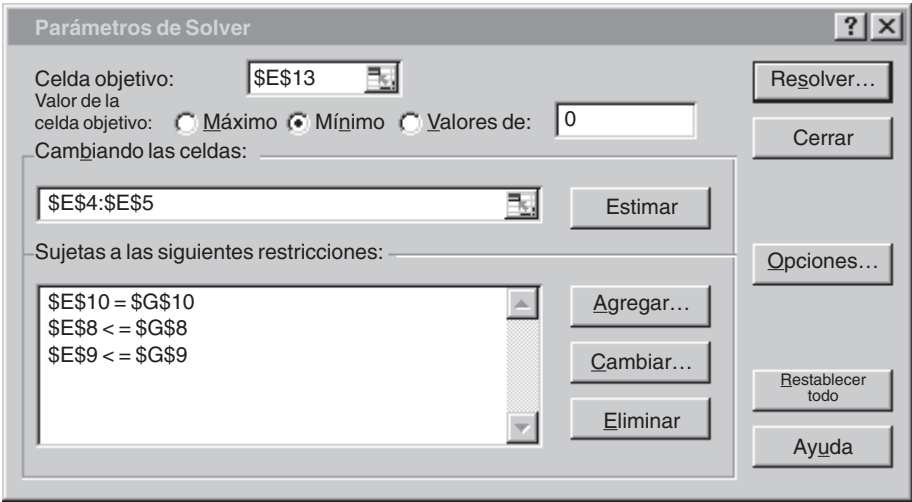 Parámetros de Solver
?
Celda objetivo: $E$13
Valor de la
celda objetivo: Máximo Mínimo Valores de: 0
Cambiando las celdas:
$E$4:$E$5
Estimar
Sujetas a las siguientes restricciones:
$E$10 = $G$10
$E$8 < = $G$8
$E$9 < = $G$9
Agregar…
Cambiar…
Eliminar
Resolver…
Cerrar
Opciones…
Restablecer
todo
Ayuda